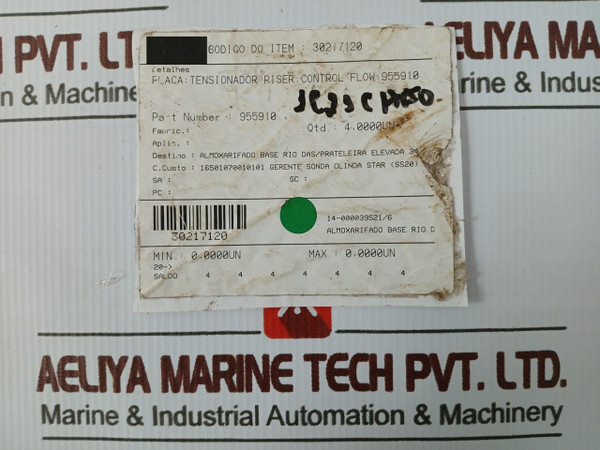 PVT. LT
n & Machine
AELIYA MA
rine & Indus
CODIGO DO ITEM : 30217120
Detalhes
PLACA:TENSIONADOR RISER:CONTROL FLOW:955910
Part Number : 955910 .
Fabric.:
Qtd.: 4.0000UN
Aplin.:
Destino : ALMOXARIFADO BASE RIO DAS/PRATELEIRA ELEVADA 34
C.Custo : 16501070010101 GERENTE SONDA OLINDA STAR (SS20)
SA :
SC :
PC :
30217120
14-000039521/6
ALMOXARIFADO BASE RIO D
MIN : 0.0000UN
MAX : 0.0000UN
20->
SALDO 4 4 4 4 4 4 4
AELIYA MARINE TECH PVT. LTD.
Marine & Industrial Automation & Machinery